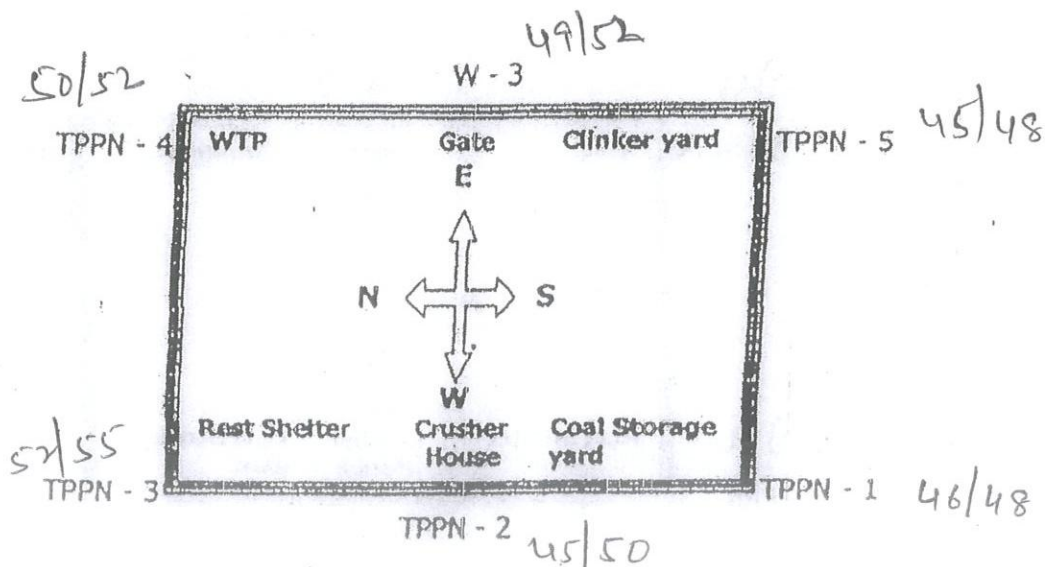 49/52
50/52
W - 3
45/48
TPPN - 4
WTP
Gate
Clinker yard
TPPN - 5
E
N
S
W
Rest Shelter
Crusher
House
Coal Storage
yard
52/55
TPPN - 3
TPPN - 1
46/48
TPPN - 2
45/50